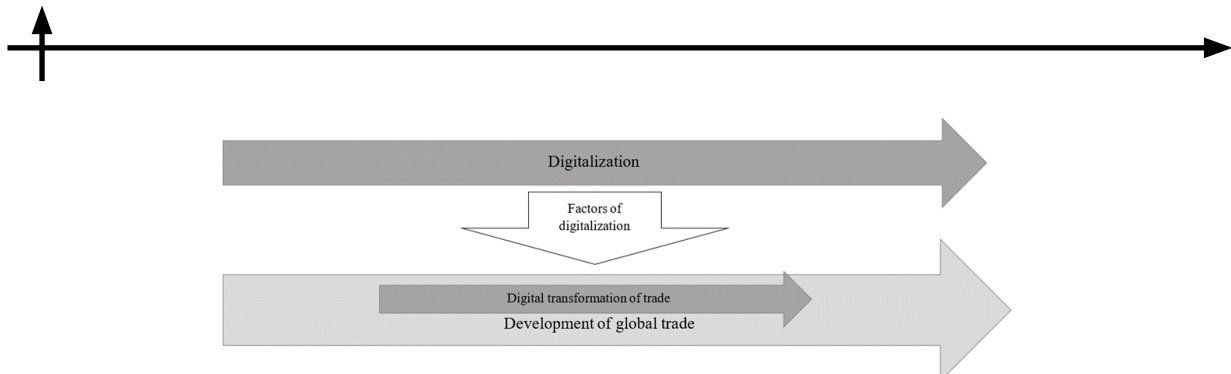 Digitalization
Factors of
digitalization
Digital transformation of trade
Development of global trade